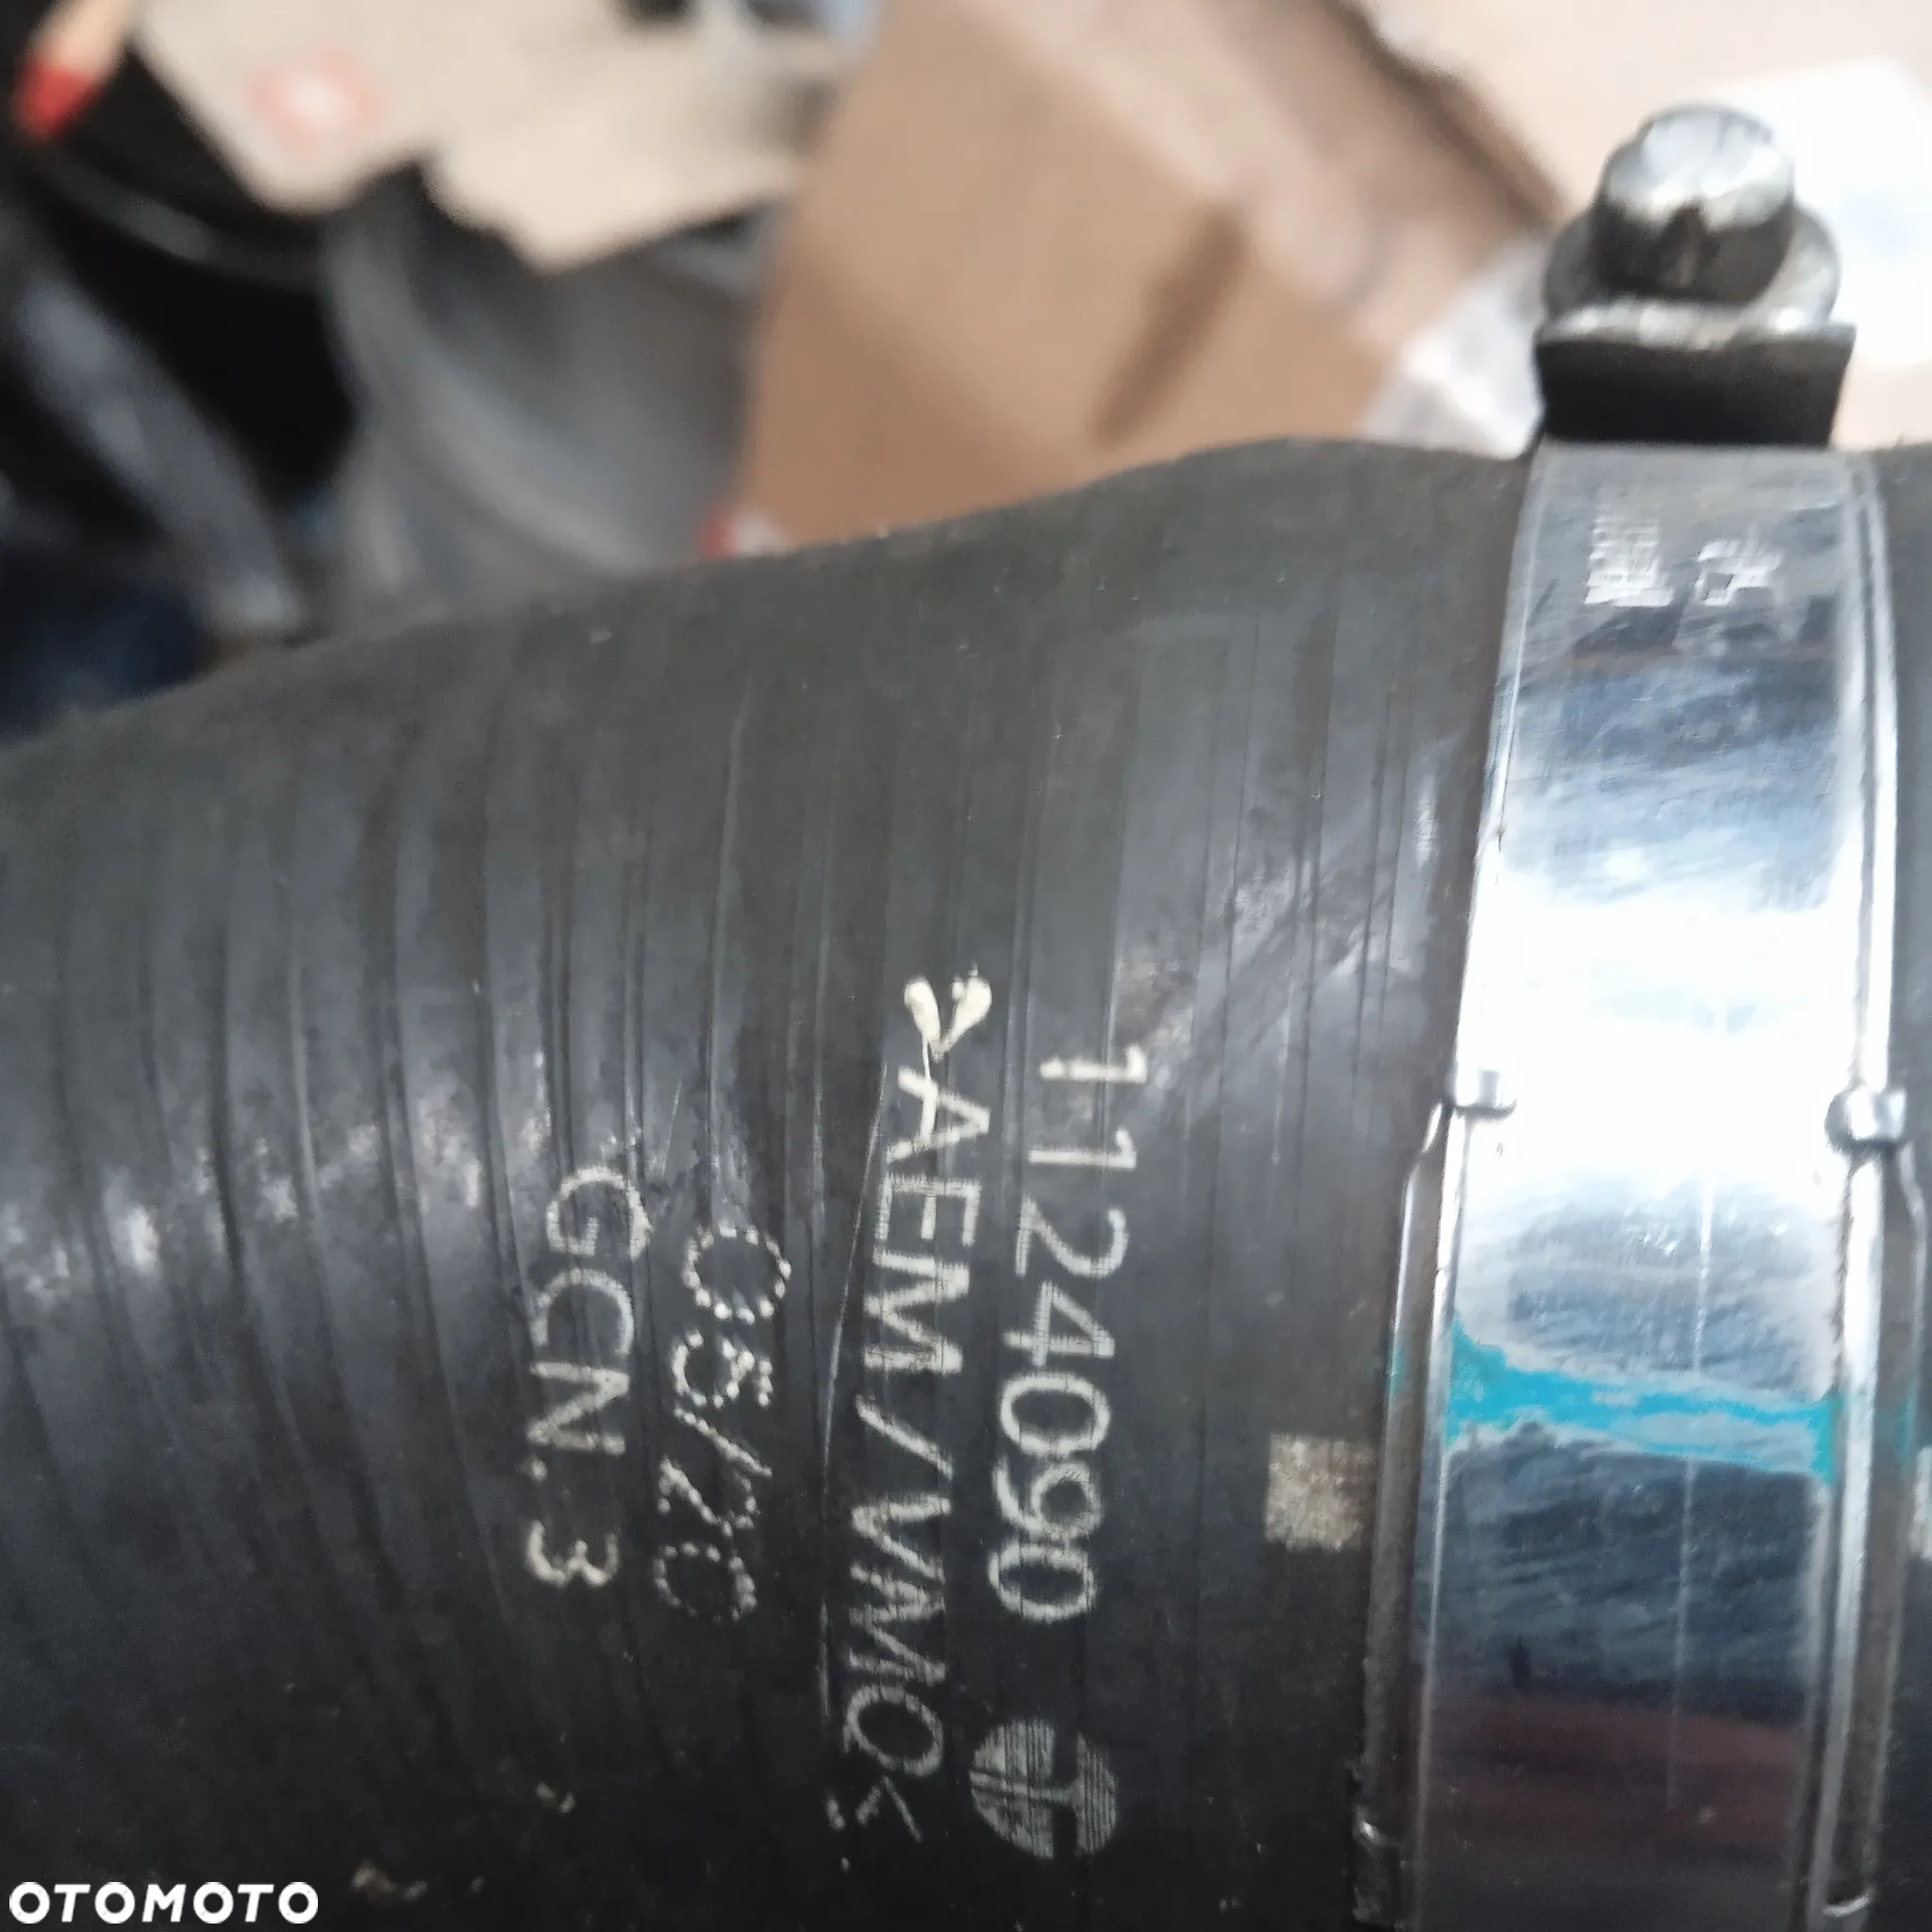 1124090
>AEM/VMQ<
05/20
GCN.3
OTOMOTO